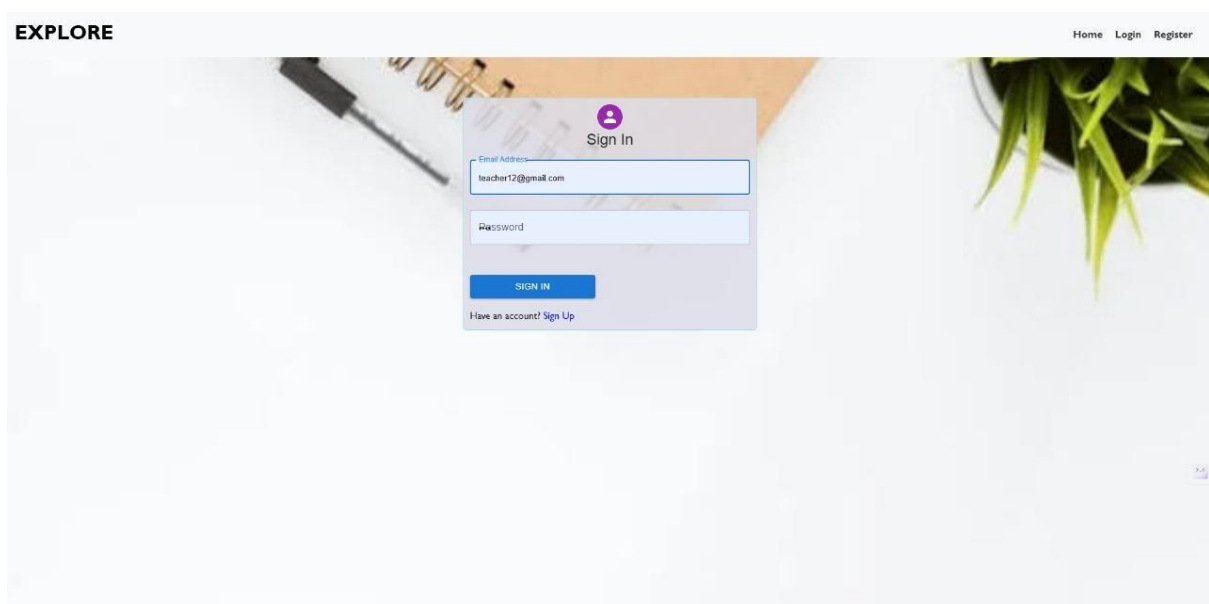 EXPLORE
Home Login Register
Sign In
Email Address
teacher12@gmail.com
Password
SIGN IN
Have an account? Sign Up